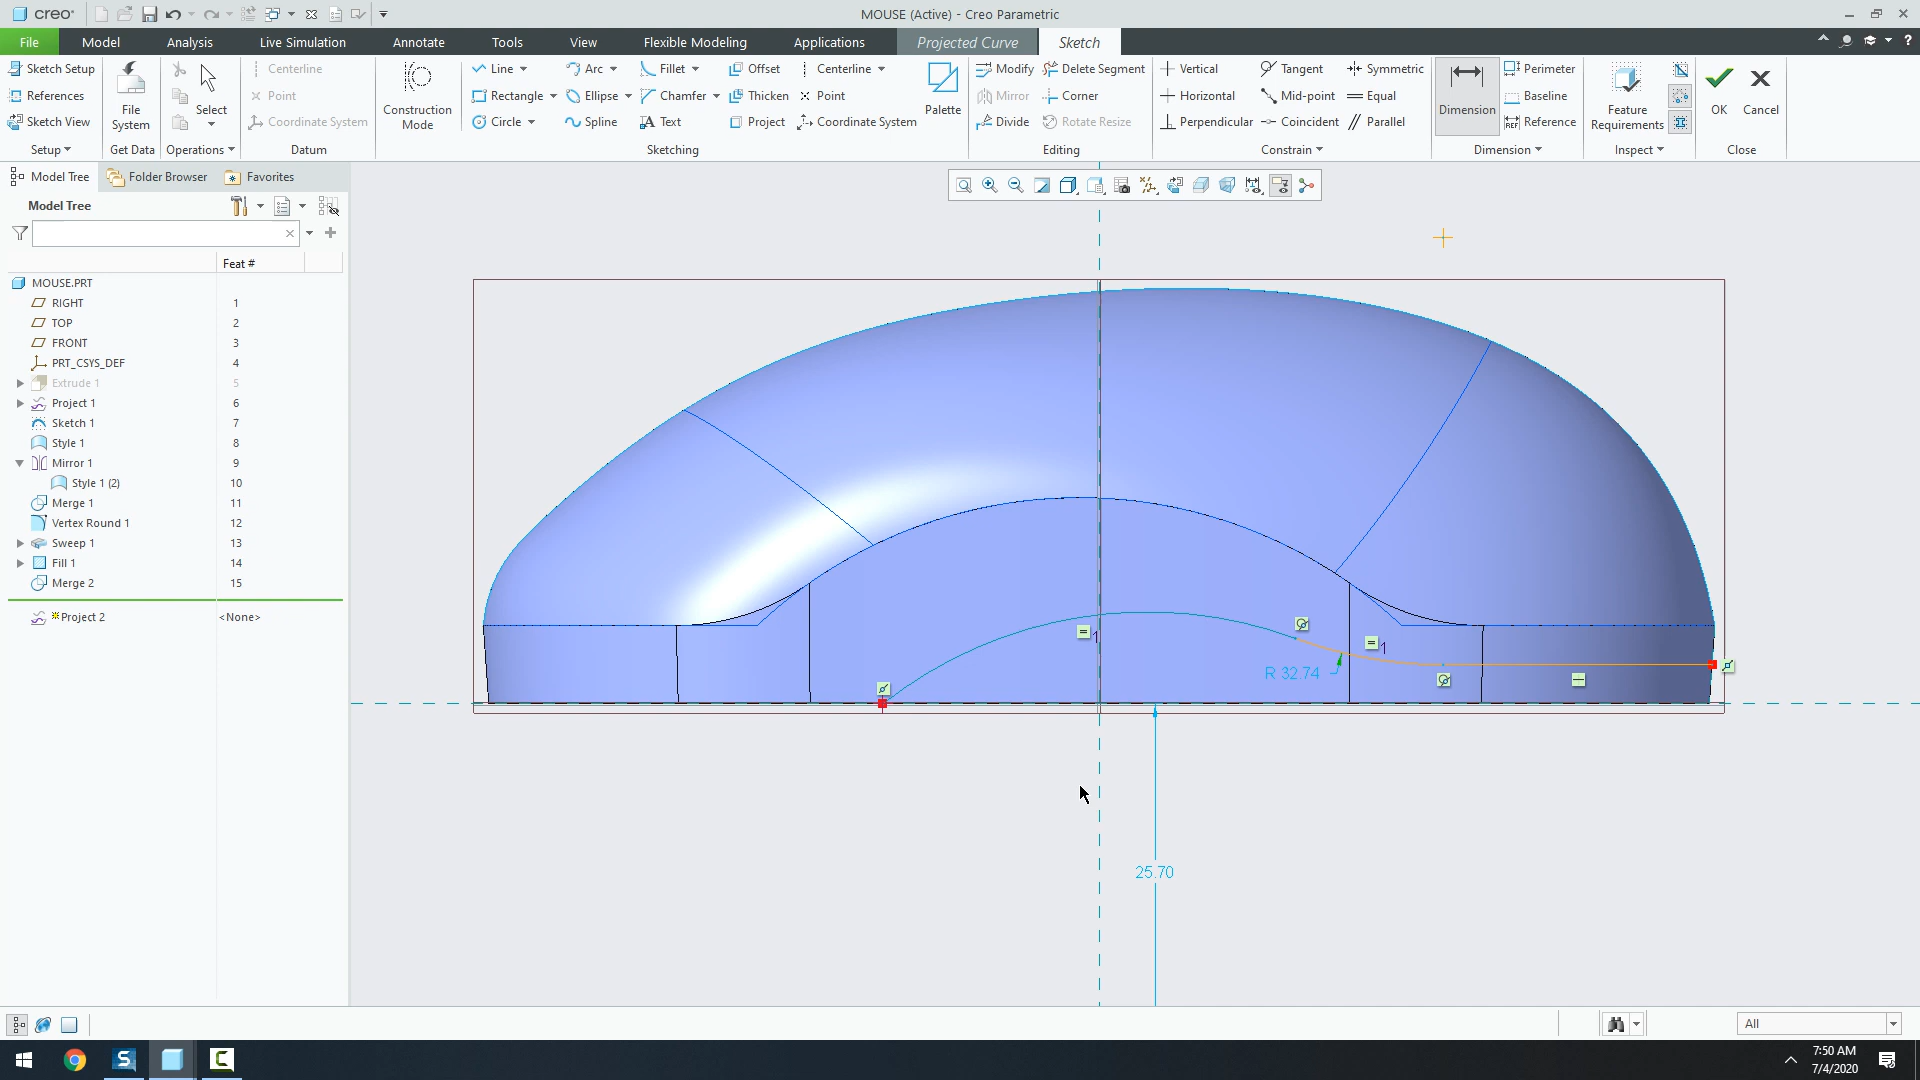 creo
MOUSE (Active) - Creo Parametric
File Model Analysis Live Simulation Annotate Tools View Flexible Modeling Applications Projected Curve Sketch
Sketch Setup
References
Sketch View
Setup
File System
Get Data
Select
Operations
Centerline
Point
Coordinate System
Datum
Construction Mode
Line Arc Fillet Offset Centerline
Rectangle Ellipse Chamfer Thicken Point
Circle Spline Text Project Coordinate System
Palette
Sketching
Modify Delete Segment
Mirror Corner
Divide Rotate Resize
Editing
Vertical Tangent Symmetric
Horizontal Mid-point Equal
Perpendicular Coincident Parallel
Constrain
Dimension
Perimeter
Baseline
Reference
Dimension
Feature Requirements
Inspect
OK Cancel
Close
Model Tree Folder Browser Favorites
Model Tree
Feat #
MOUSE.PRT
RIGHT 1
TOP 2
FRONT 3
PRT_CSYS_DEF 4
Extrude 1 5
Project 1 6
Sketch 1 7
Style 1 8
Mirror 1 9
Style 1 (2) 10
Merge 1 11
Vertex Round 1 12
Sweep 1 13
Fill 1 14
Merge 2 15
Project 2 <None>
1
1
R 32.74
25.70
All
7:50 AM
7/4/2020